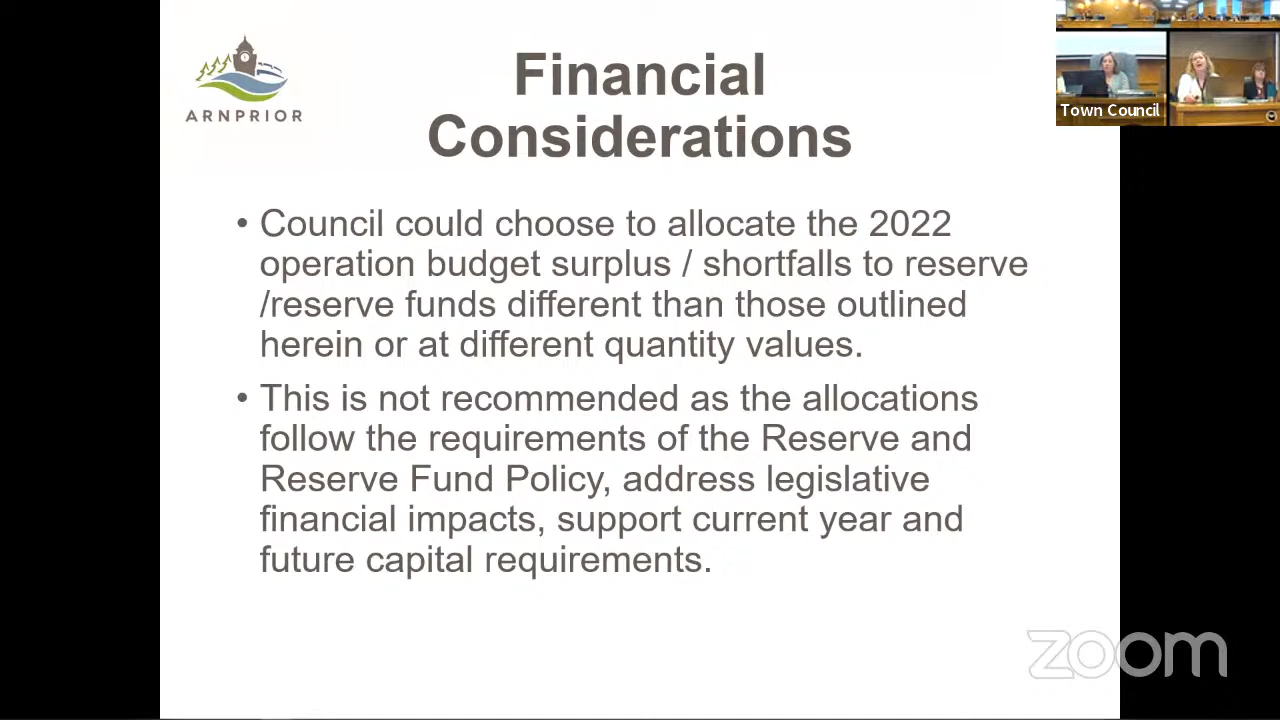 ARNPRIOR
Financial
Considerations
• Council could choose to allocate the 2022
operation budget surplus / shortfalls to reserve
/reserve funds different than those outlined
herein or at different quantity values.
• This is not recommended as the allocations
follow the requirements of the Reserve and
Reserve Fund Policy, address legislative
financial impacts, support current year and
future capital requirements.
Town Council
zoom